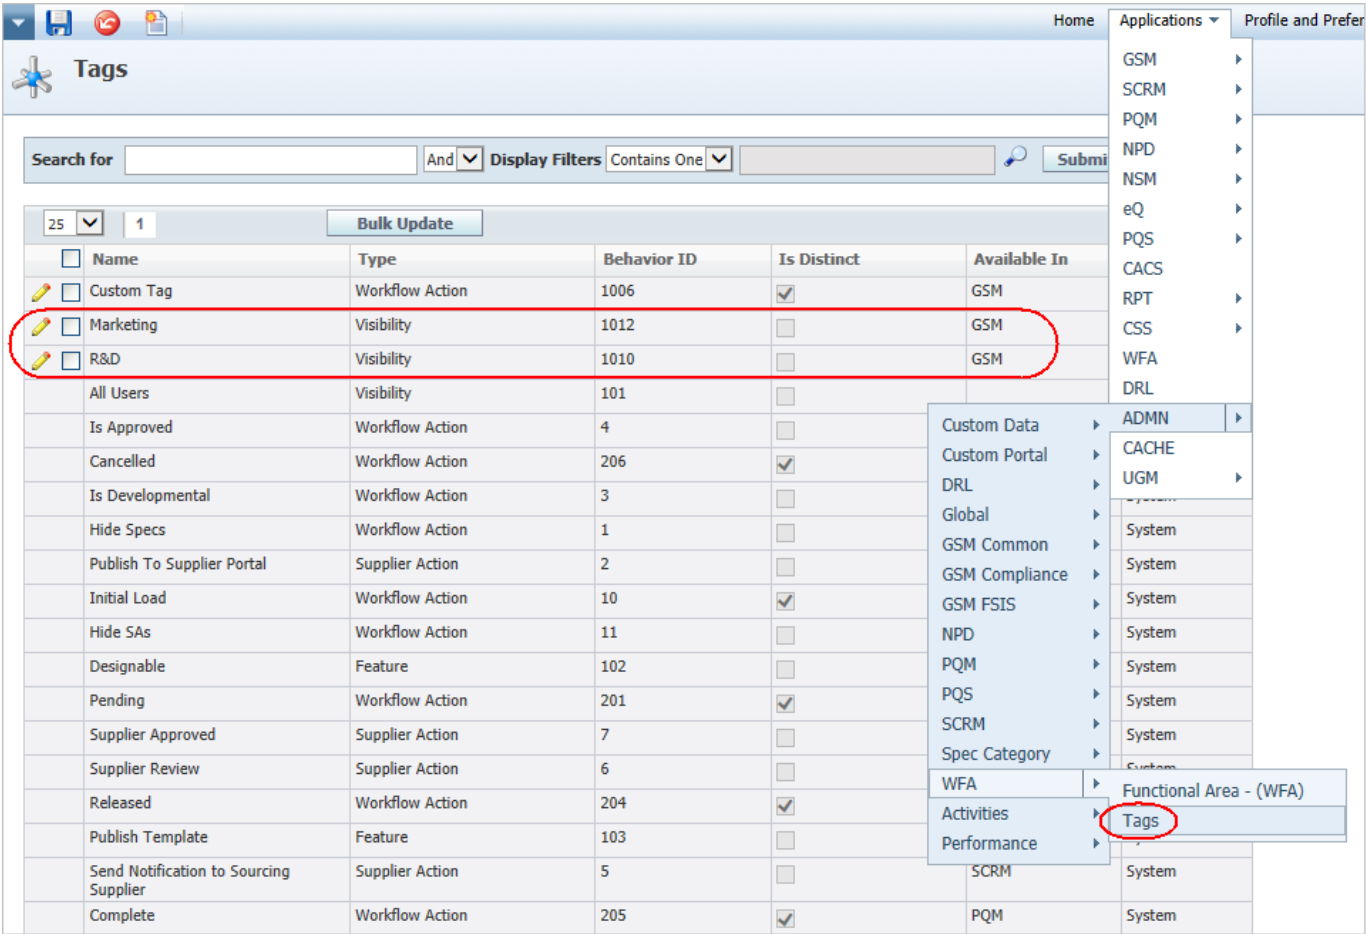 Home Applications Profile and Prefer
Tags
Search for And Display Filters Contains One Submi
25 1 Bulk Update
Name Type Behavior ID Is Distinct Available In
Custom Tag Workflow Action 1006 GSM
Marketing Visibility 1012 GSM
R&D Visibility 1010 GSM
All Users Visibility 101
Is Approved Workflow Action 4
Cancelled Workflow Action 206
Is Developmental Workflow Action 3
Hide Specs Workflow Action 1 System
Publish To Supplier Portal Supplier Action 2 System
Initial Load Workflow Action 10 System
Hide SAs Workflow Action 11 System
Designable Feature 102 System
Pending Workflow Action 201 System
Supplier Approved Supplier Action 7 System
Supplier Review Supplier Action 6
Released Workflow Action 204
Publish Template Feature 103
Send Notification to Sourcing Supplier Action 5 SCRM System
Supplier
Complete Workflow Action 205 PQM System
GSM
SCRM
PQM
NPD
NSM
eQ
PQS
CACS
RPT
CSS
WFA
DRL
ADMN
CACHE
UGM
Custom Data
Custom Portal
DRL
Global
GSM Common
GSM Compliance
GSM FSIS
NPD
PQM
PQS
SCRM
Spec Category
WFA
Activities
Performance
Functional Area - (WFA)
Tags